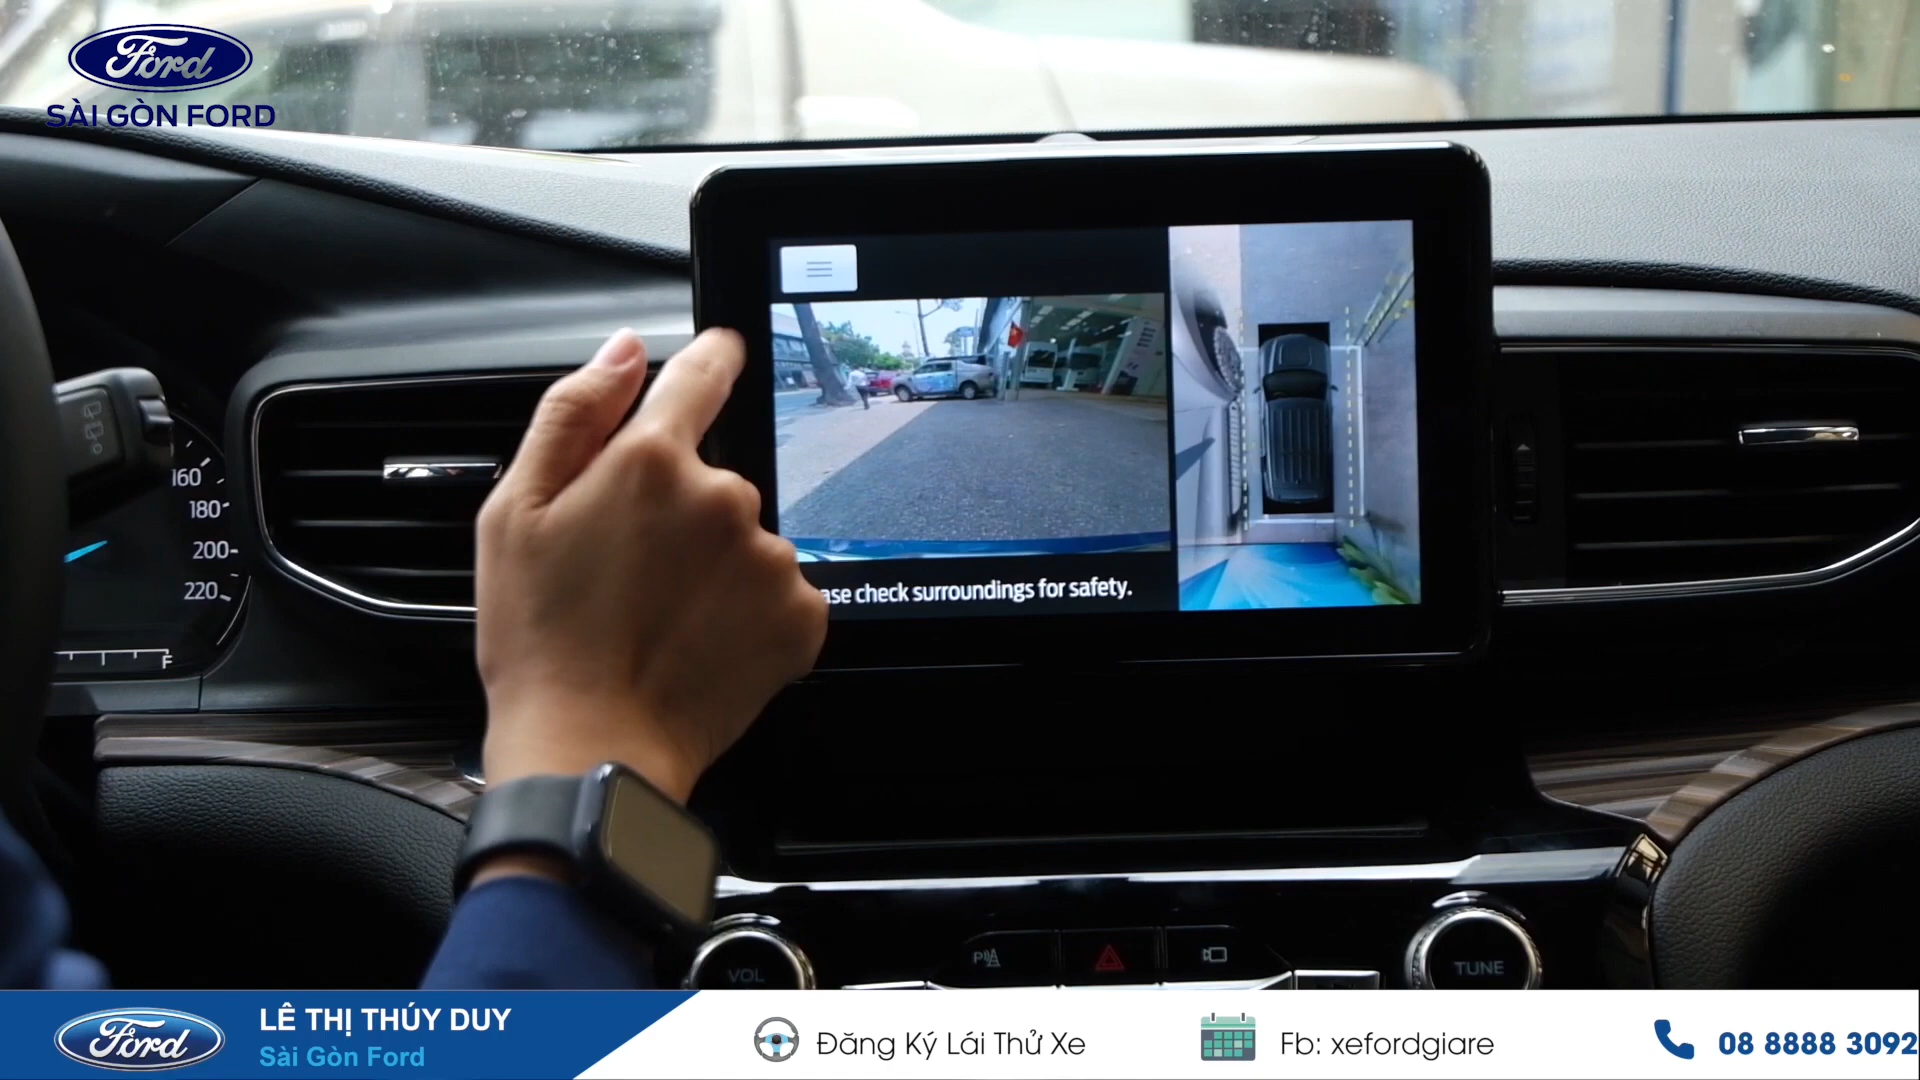 Ford
SÀI GÒN FORD
160
180
200
220
F
ase check surroundings for safety.
VOL
P
TUNE
Ford
LÊ THỊ THÚY DUY
Sài Gòn Ford
Đăng Ký Lái Thử Xe
Fb: xefordgiare
08 8888 3092